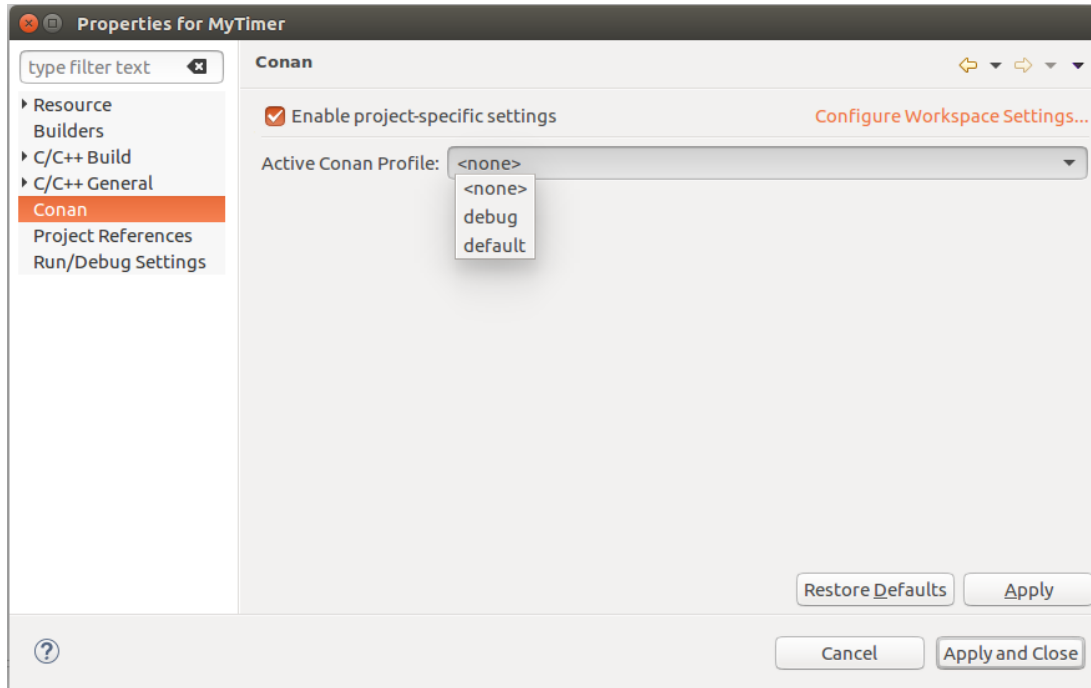 Properties for MyTimer
type filter text
Conan
Resource
Builders
C/C++ Build
C/C++ General
Conan
Project References
Run/Debug Settings
Enable project-specific settings
Configure Workspace Settings...
Active Conan Profile:
<none>
<none>
debug
default
Restore Defaults
Apply
?
Cancel
Apply and Close